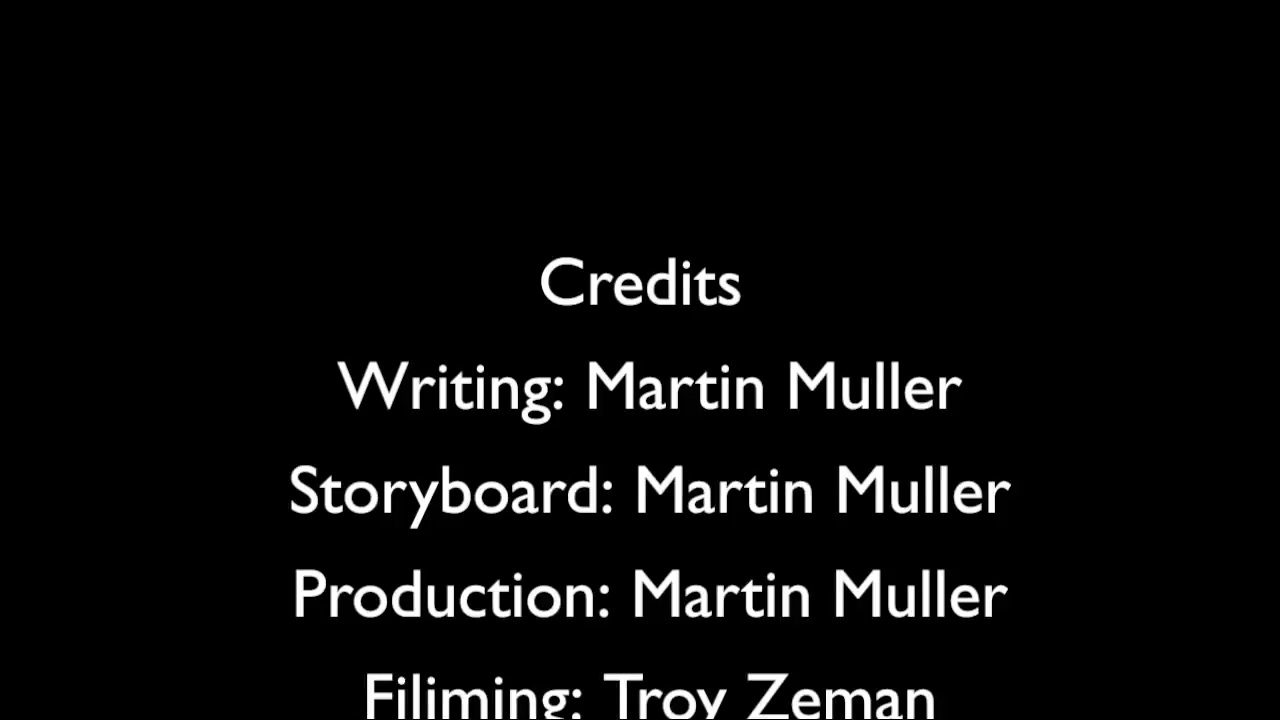 Credits
Writing: Martin Muller
Storyboard: Martin Muller
Production: Martin Muller
Filiming: Troy Zeman